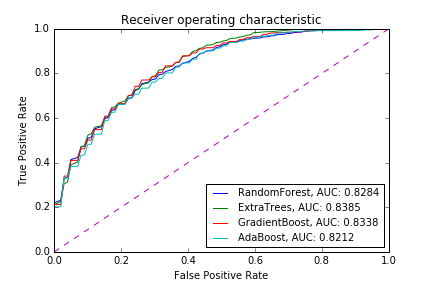 Receiver operating characteristic
1.0
0.8
0.6
0.4
0.2
0.0
True Positive Rate
RandomForest, AUC: 0.8284
ExtraTrees, AUC: 0.8385
GradientBoost, AUC: 0.8338
AdaBoost, AUC: 0.8212
0.0 0.2 0.4 0.6 0.8 1.0
False Positive Rate